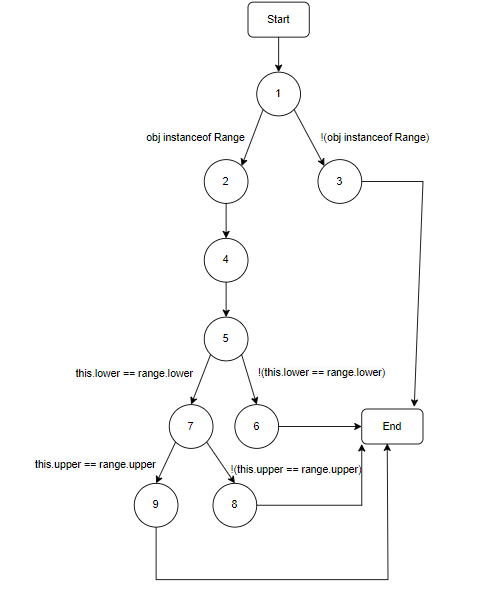 Start
1
obj instanceof Range
!(obj instanceof Range)
2
3
4
5
this.lower == range.lower
!(this.lower == range.lower)
7
6
End
this.upper == range.upper
!(this.upper == range.upper)
9
8